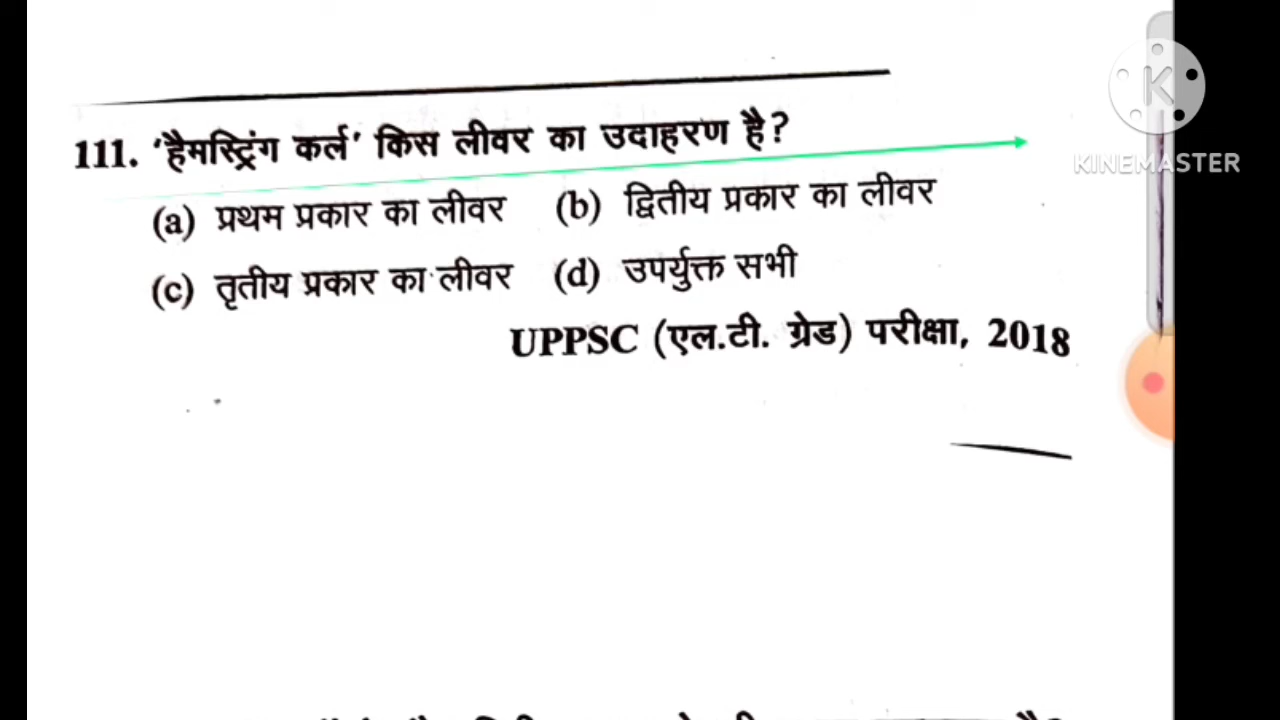 111. 'हैमस्ट्रिंग कर्ल' किस लीवर का उदाहरण है?
(a) प्रथम प्रकार का लीवर (b) द्वितीय प्रकार का लीवर
(c) तृतीय प्रकार का लीवर (d) उपर्युक्त सभी
UPPSC (एल.टी. ग्रेड) परीक्षा, 2018
K
KINEMASTER